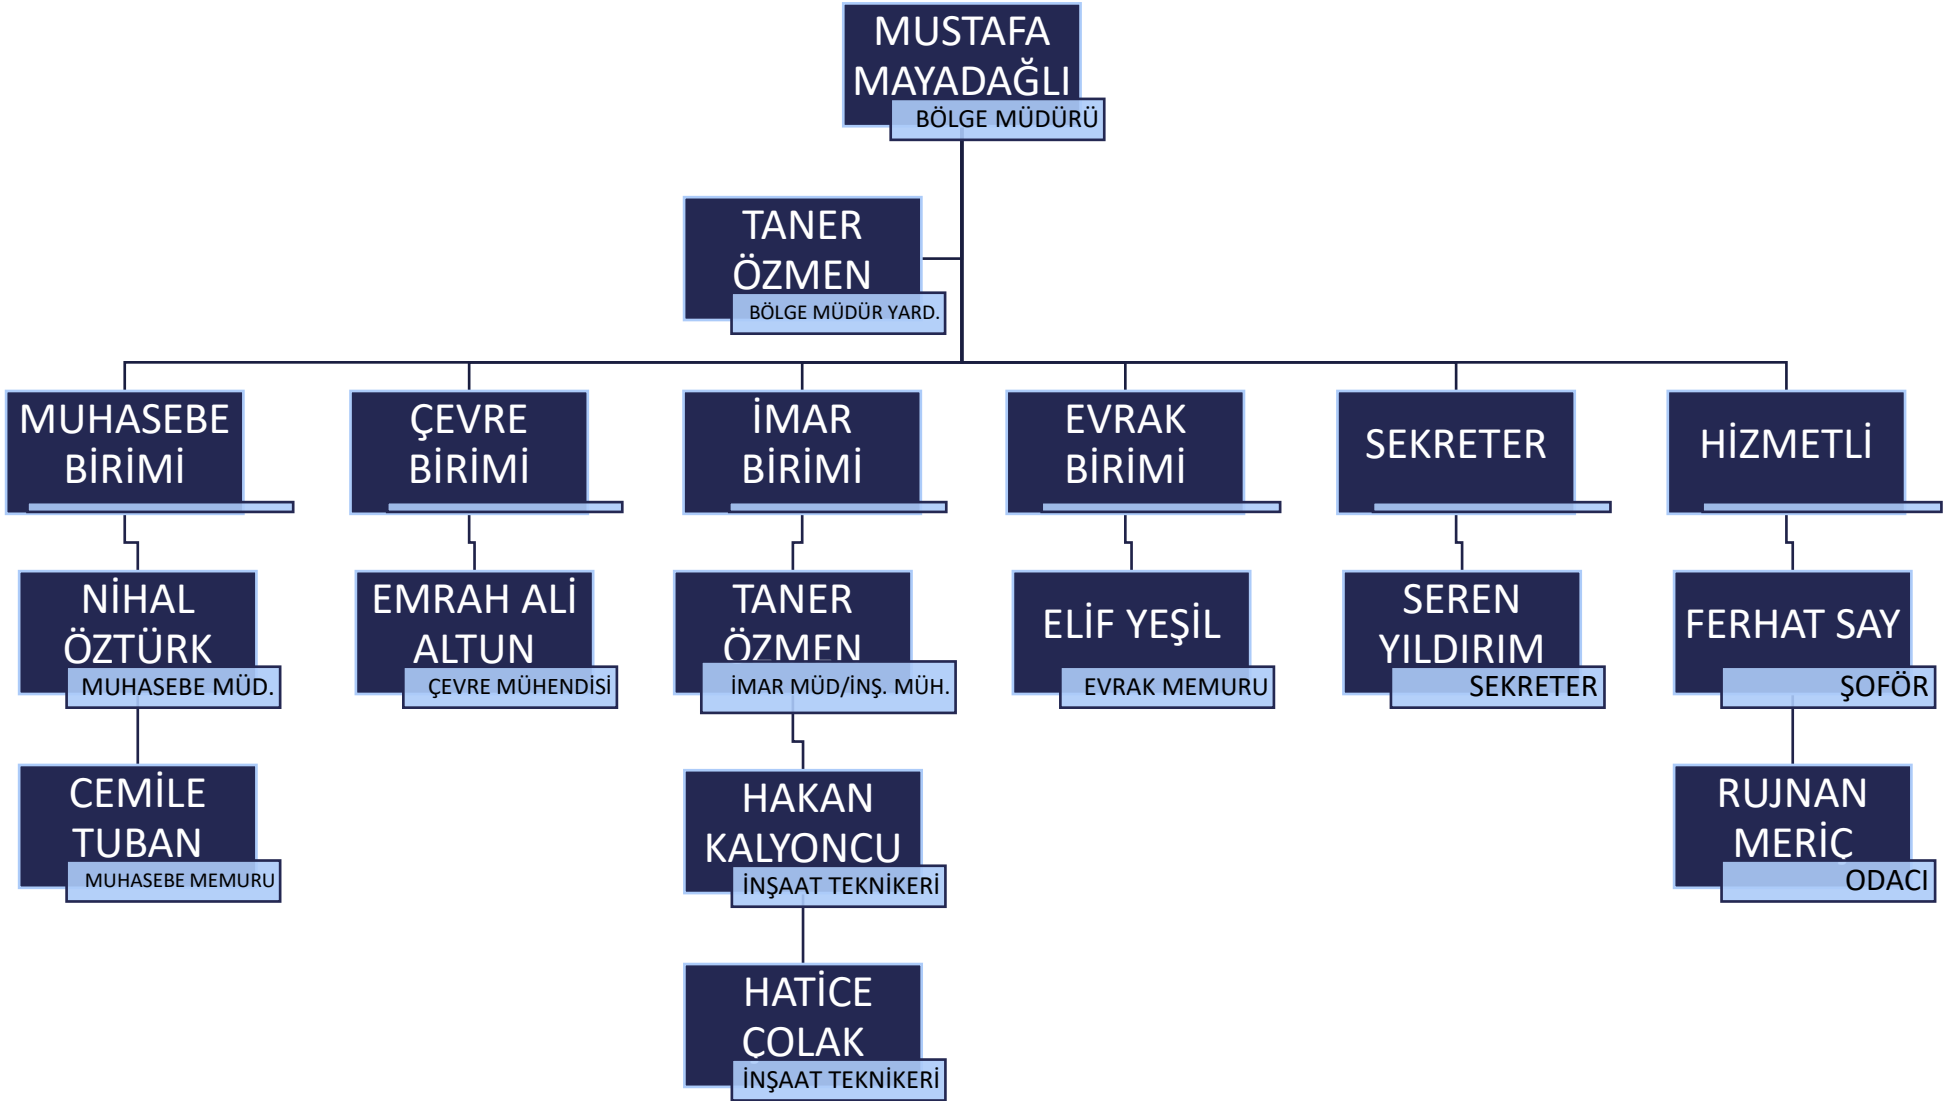 MUSTAFA
MAYADAĞLI
BÖLGE MÜDÜRÜ
TANER
ÖZMEN
BÖLGE MÜDÜR YARD.
MUHASEBE
BİRİMİ
ÇEVRE
BİRİMİ
İMAR
BİRİMİ
EVRAK
BİRİMİ
SEKRETER
HİZMETLİ
NİHAL
ÖZTÜRK
MUHASEBE MÜD.
EMRAH ALİ
ALTUN
ÇEVRE MÜHENDİSİ
TANER
ÖZMEN
İMAR MÜD/İNŞ. MÜH.
ELİF YEŞİL
EVRAK MEMURU
SEREN
YILDIRIM
SEKRETER
FERHAT SAY
ŞOFÖR
CEMİLE
TUBAN
MUHASEBE MEMURU
HAKAN
KALYONCU
İNŞAAT TEKNİKERİ
RUJNAN
MERİÇ
ODACI
HATİCE
ÇOLAK
İNŞAAT TEKNİKERİ